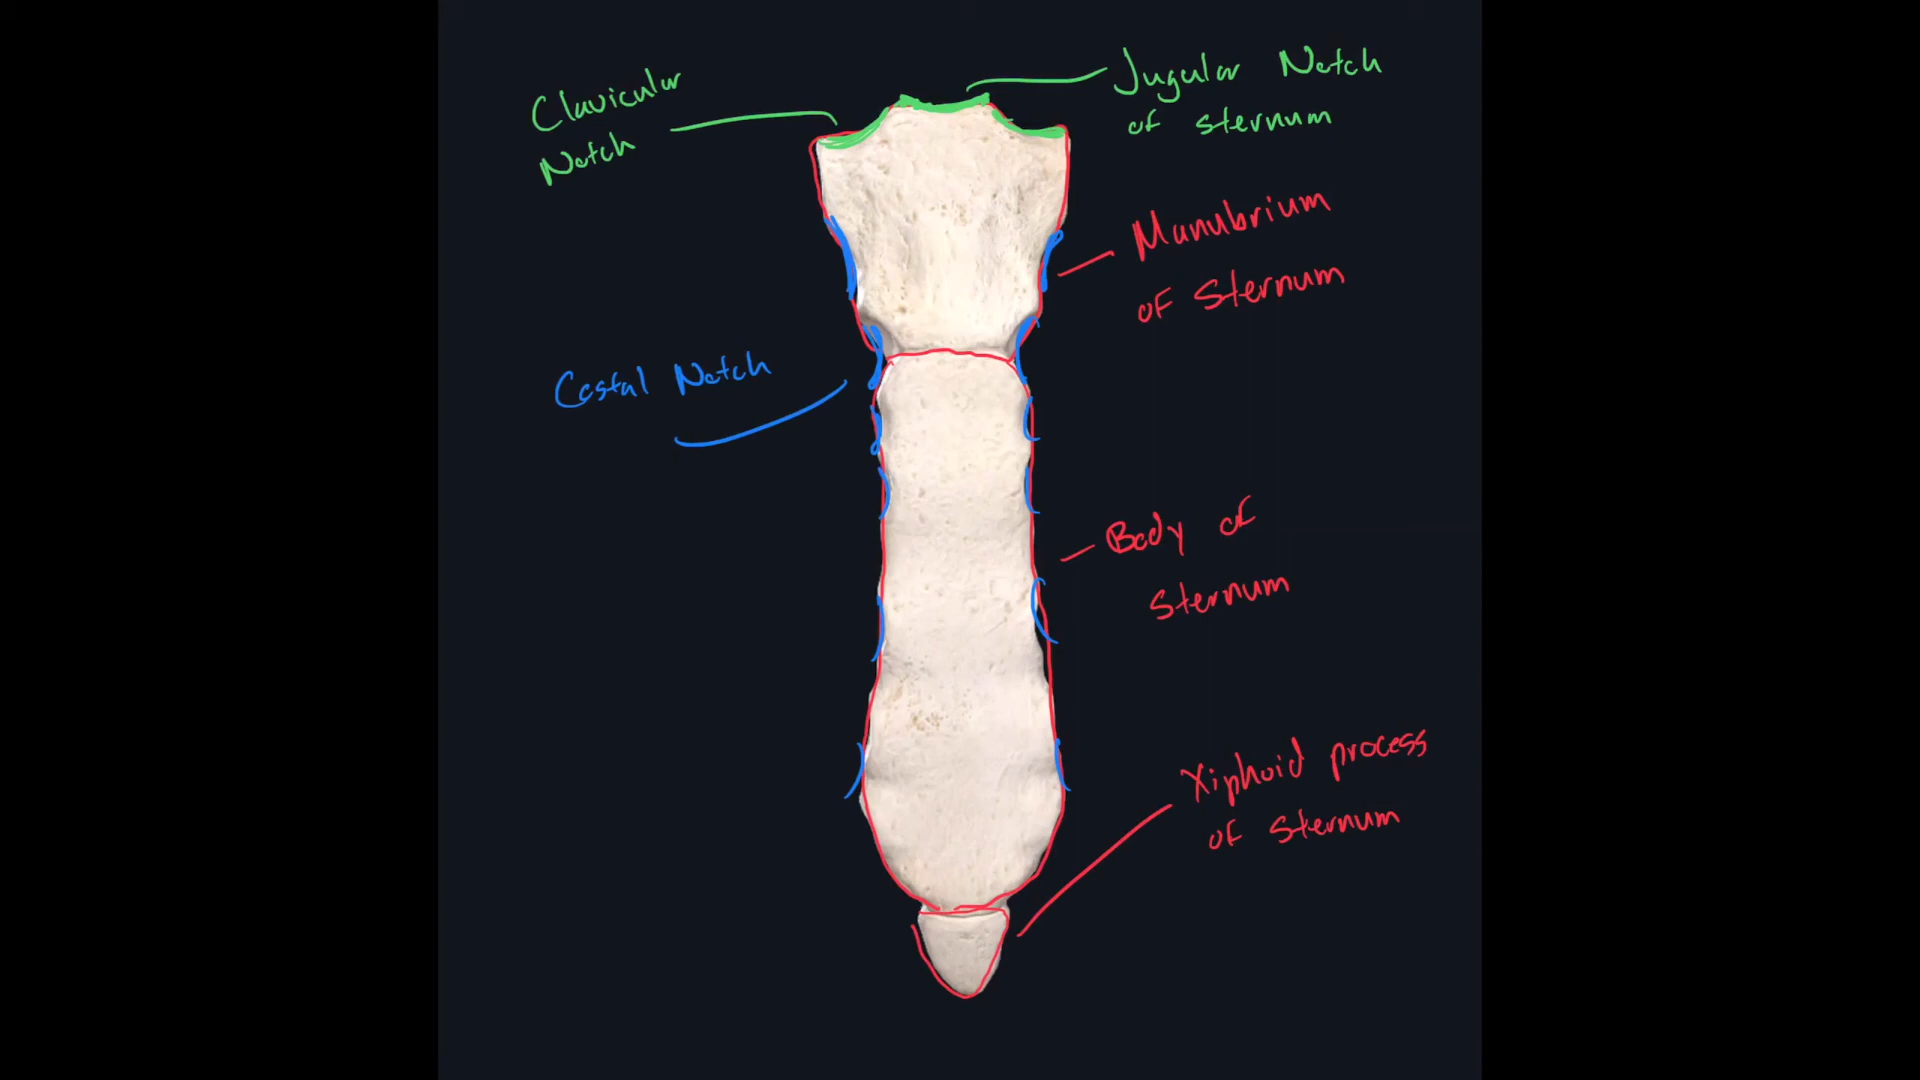 Clavicular
Notch
Jugular Notch
of sternum
Manubrium
of Sternum
Costal Notch
Body of
sternum
Xiphoid process
of sternum